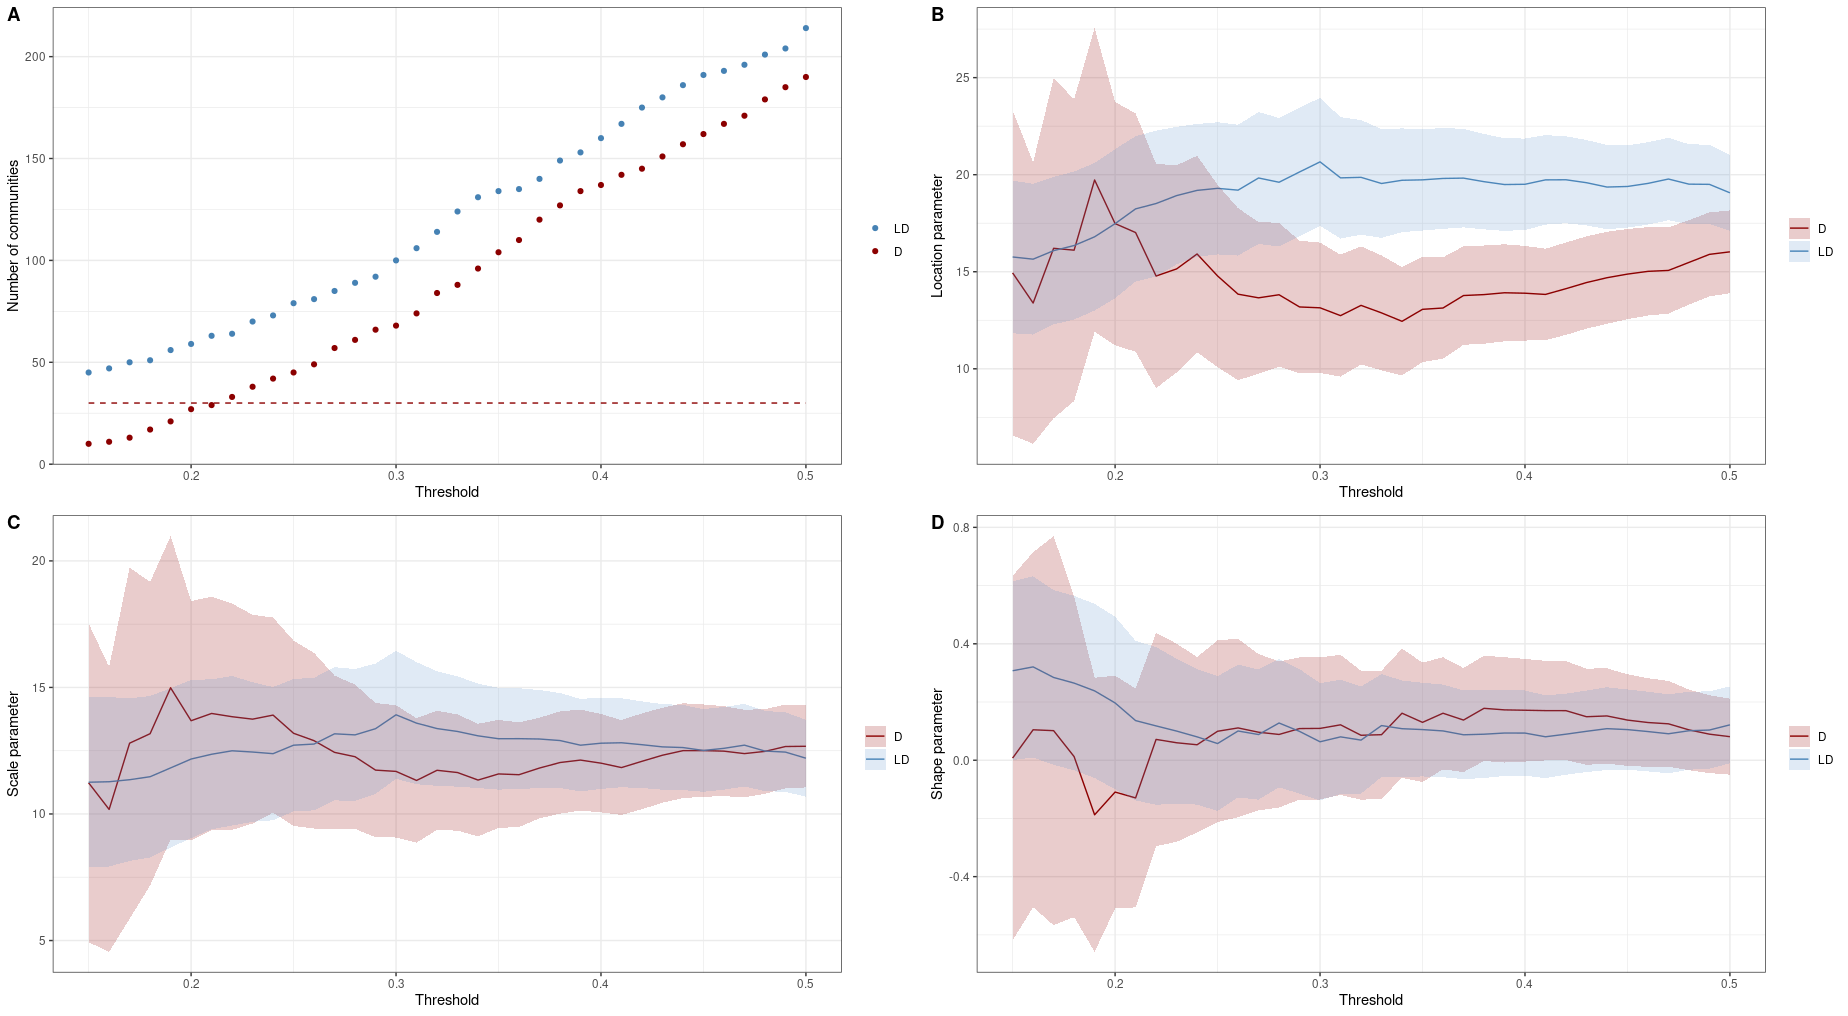 A
Number of communities
200
150
100
50
0
0.2
0.3
0.4
0.5
Threshold
LD
D
B
Location parameter
25
20
15
10
0.2
0.3
0.4
0.5
Threshold
D
LD
C
Scale parameter
20
15
10
5
0.2
0.3
0.4
0.5
Threshold
D
LD
D
Shape parameter
0.8
0.4
0.0
-0.4
0.2
0.3
0.4
0.5
Threshold
D
LD